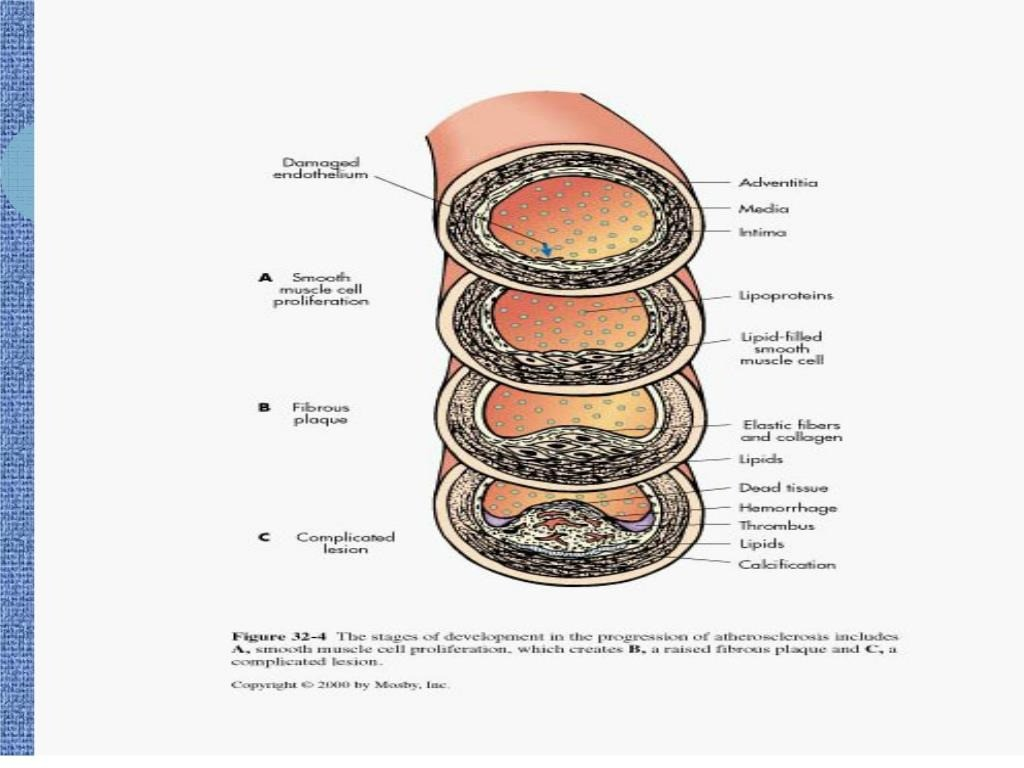 Damaged
endothelium
Adventitia
Media
Intima
A Smooth
muscle cell
proliferation
Lipoproteins
Lipid-filled
smooth
muscle cell
B Fibrous
plaque
Elastic fibers
and collagen
Lipids
Dead tissue
Hemorrhage
Thrombus
C Complicated
lesion
Lipids
Calcification
Figure 32-4 The stages of development in the progression of atherosclerosis includes
A, smooth muscle cell proliferation, which creates B, a raised fibrous plaque and C, a
complicated lesion.
Copyright © 2000 by Mosby, Inc.